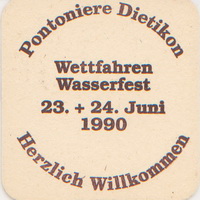 Pontoniere Dietikon
Wettfahren
Wasserfest
23. + 24. Juni
1990
Herzlich Willkommen